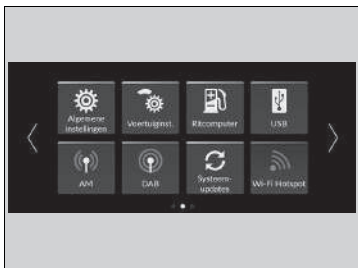 Algemene
instellingen
Voertuiginst.
Ritcomputer
USB
AM
DAB
Systeem-
updates
Wi-Fi Hotspot